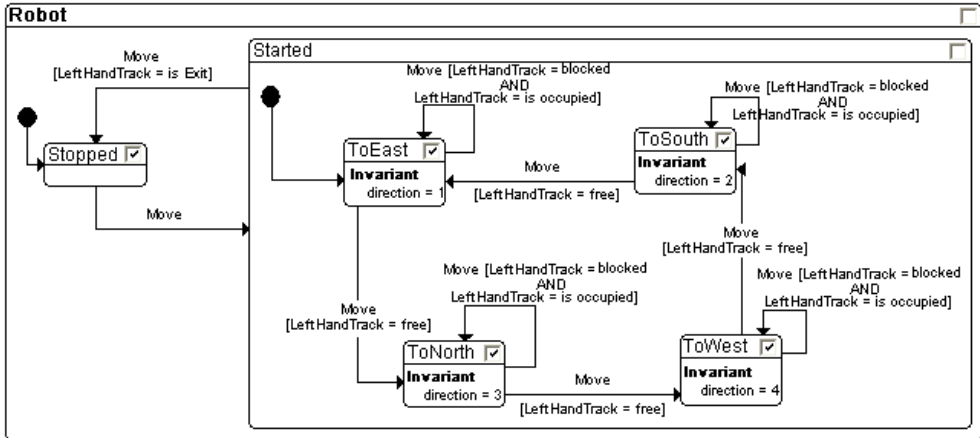 Robot
Started
Move
[LeftHandTrack = is Exit]
Move [LeftHandTrack = blocked
AND
LeftHandTrack = is occupied]
Move [LeftHandTrack = blocked
AND
LeftHandTrack = is occupied]
Stopped
ToEast
Invariant
direction = 1
Move
[LeftHandTrack = free]
ToSouth
Invariant
direction = 2
Move
Move
[LeftHandTrack = free]
Move [LeftHandTrack = blocked
AND
LeftHandTrack = is occupied]
Move [LeftHandTrack = blocked
AND
LeftHandTrack = is occupied]
Move
[LeftHandTrack = free]
ToNorth
Invariant
direction = 3
Move
[LeftHandTrack = free]
ToWest
Invariant
direction = 4